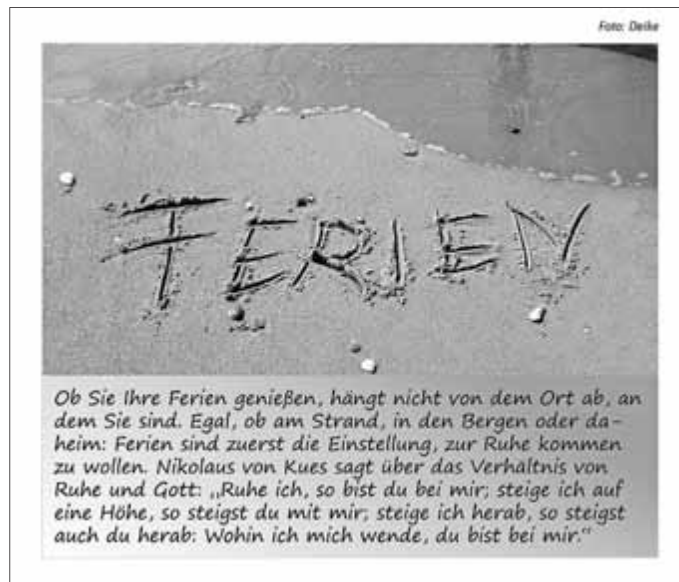 Foto: Deike
FERIEN
Ob Sie Ihre Ferien genießen, hängt nicht von dem Ort ab, an
dem Sie sind. Egal, ob am Strand, in den Bergen oder da-
heim: Ferien sind zuerst die Einstellung, zur Ruhe kommen
zu wollen. Nikolaus von Kues sagt über das Verhältnis von
Ruhe und Gott: „Ruhe ich, so bist du bei mir; steige ich auf
eine Höhe, so steigst du mit mir; steige ich herab, so steigst
auch du herab: Wohin ich mich wende, du bist bei mir.“